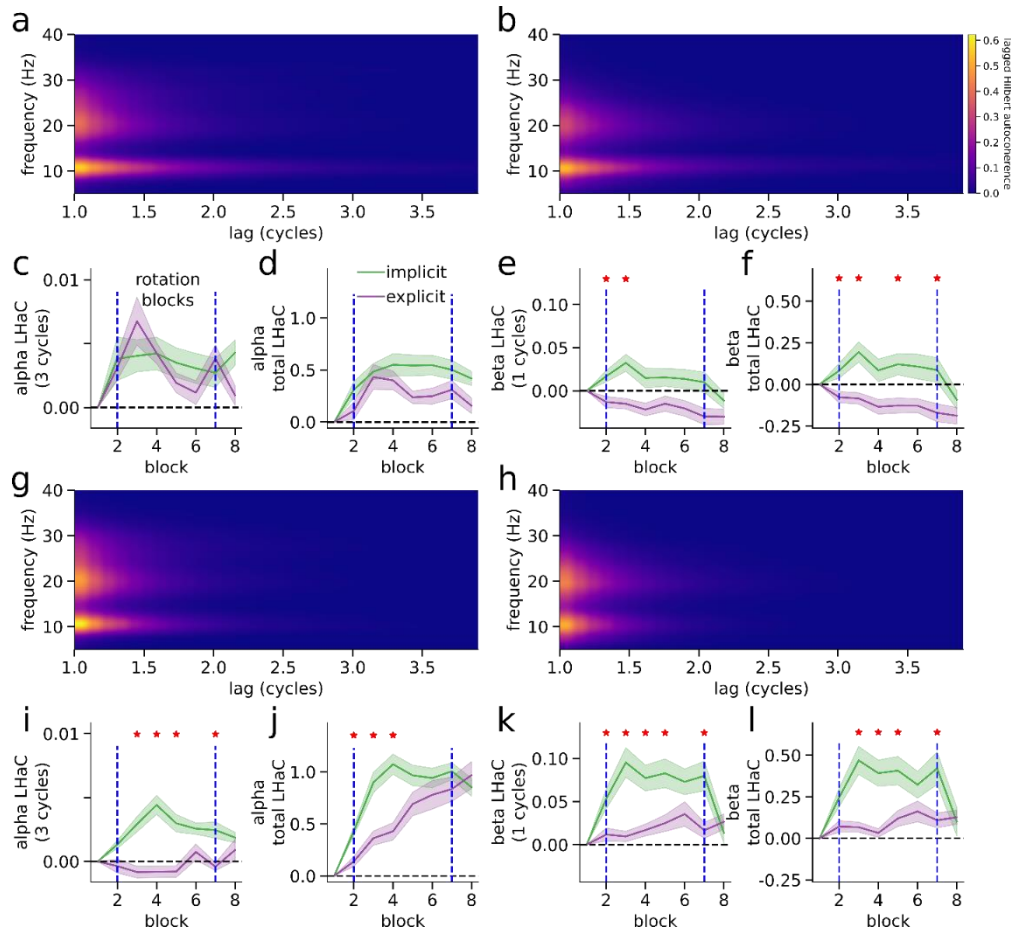 a
b
40
30
20
10
frequency (Hz)
1.0 1.5 2.0 2.5 3.0 3.5
lag (cycles)
40
30
20
10
frequency (Hz)
1.0 1.5 2.0 2.5 3.0 3.5
lag (cycles)
0.6
0.5
0.4
0.3
0.2
0.1
0.0
lagged Hilbert autocoherence
c
0.01
0.00
alpha LHaC
(3 cycles)
rotation
blocks
2 4 6 8
block
d
1.0
0.5
0.0
alpha
total LHaC
implicit
explicit
2 4 6 8
block
e
0.10
0.05
0.00
beta LHaC
(1 cycles)
2 4 6 8
block
f
0.50
0.25
0.00
-0.25
beta
total LHaC
2 4 6 8
block
g
40
30
20
10
frequency (Hz)
1.0 1.5 2.0 2.5 3.0 3.5
lag (cycles)
h
40
30
20
10
frequency (Hz)
1.0 1.5 2.0 2.5 3.0 3.5
lag (cycles)
i
0.01
0.00
alpha LHaC
(3 cycles)
2 4 6 8
block
j
1.0
0.5
0.0
alpha
total LHaC
2 4 6 8
block
k
0.10
0.05
0.00
beta LHaC
(1 cycles)
2 4 6 8
block
l
0.50
0.25
0.00
-0.25
beta
total LHaC
2 4 6 8
block